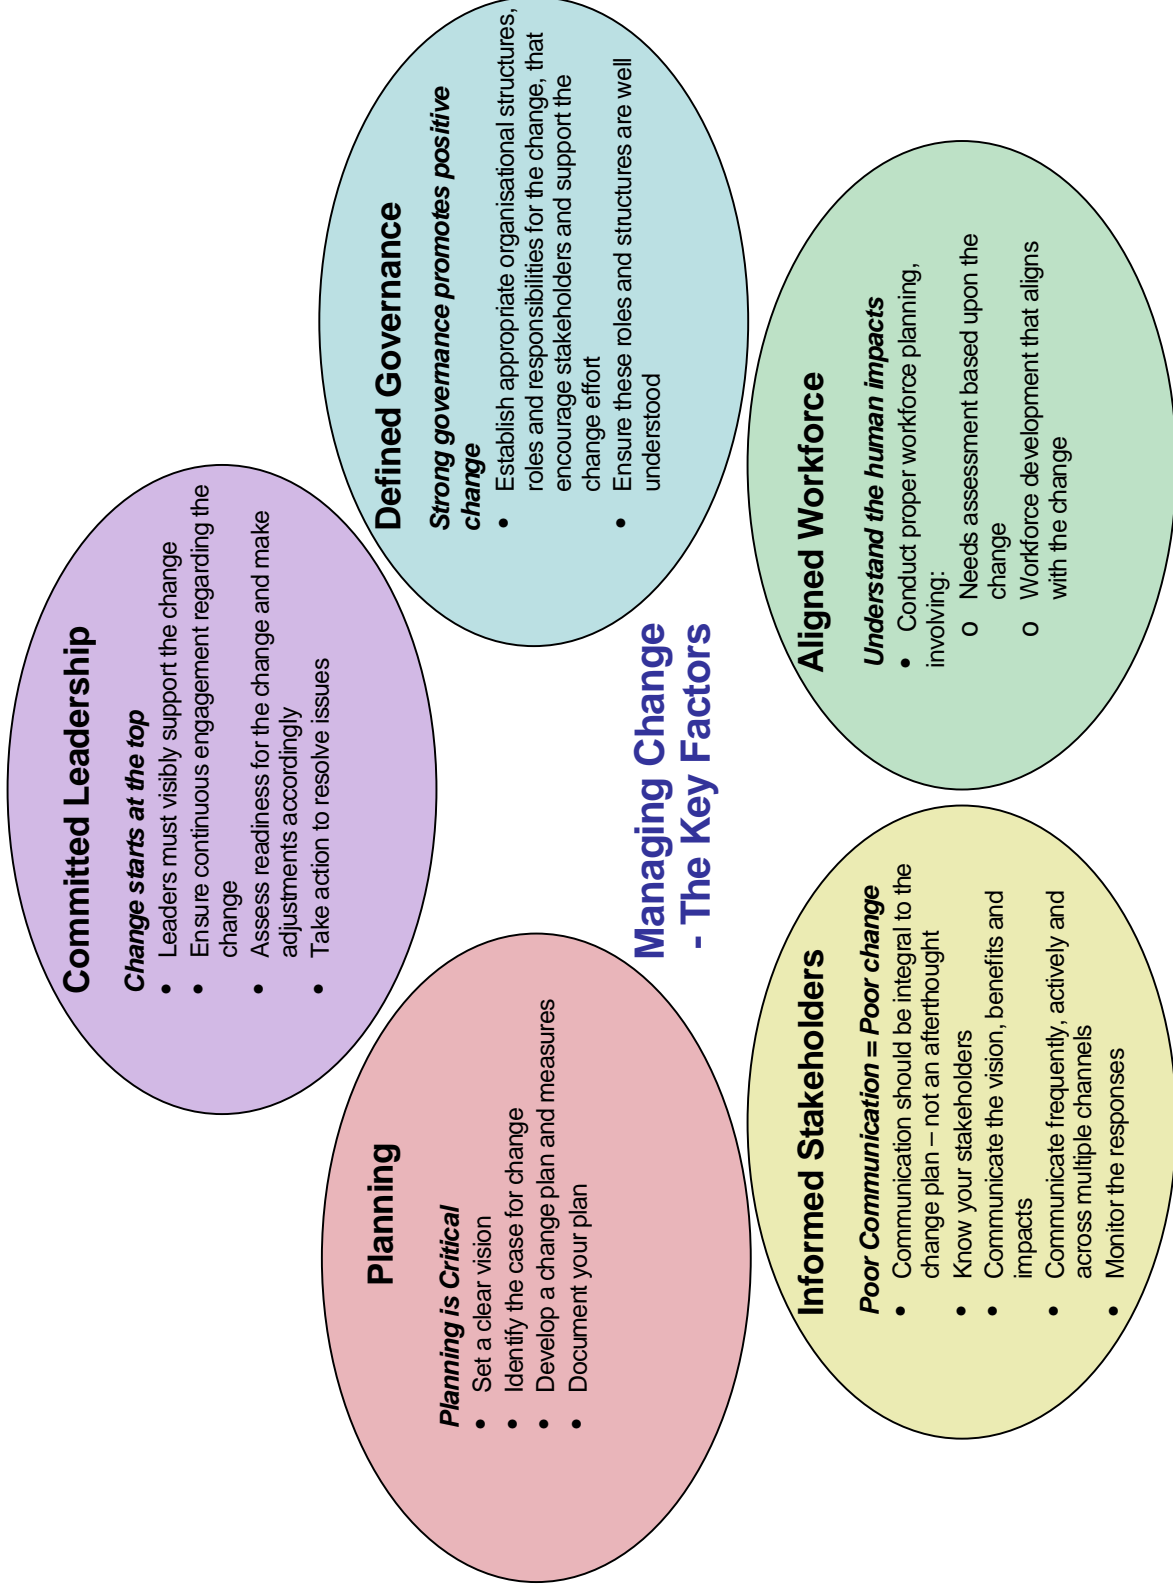 Committed Leadership
Change starts at the top
• Leaders must visibly support the change
• Ensure continuous engagement regarding the
change
• Assess readiness for the change and make
adjustments accordingly
• Take action to resolve issues
Planning
Planning is Critical
• Set a clear vision
• Identify the case for change
• Develop a change plan and measures
• Document your plan
Defined Governance
Strong governance promotes positive
change
• Establish appropriate organisational structures,
roles and responsibilities for the change, that
encourage stakeholders and support the
change effort
• Ensure these roles and structures are well
understood
Managing Change
- The Key Factors
Informed Stakeholders
Poor Communication = Poor change
• Communication should be integral to the
change plan – not an afterthought
• Know your stakeholders
• Communicate the vision, benefits and
impacts
• Communicate frequently, actively and
across multiple channels
• Monitor the responses
Aligned Workforce
Understand the human impacts
• Conduct proper workforce planning,
involving:
o Needs assessment based upon the
change
o Workforce development that aligns
with the change